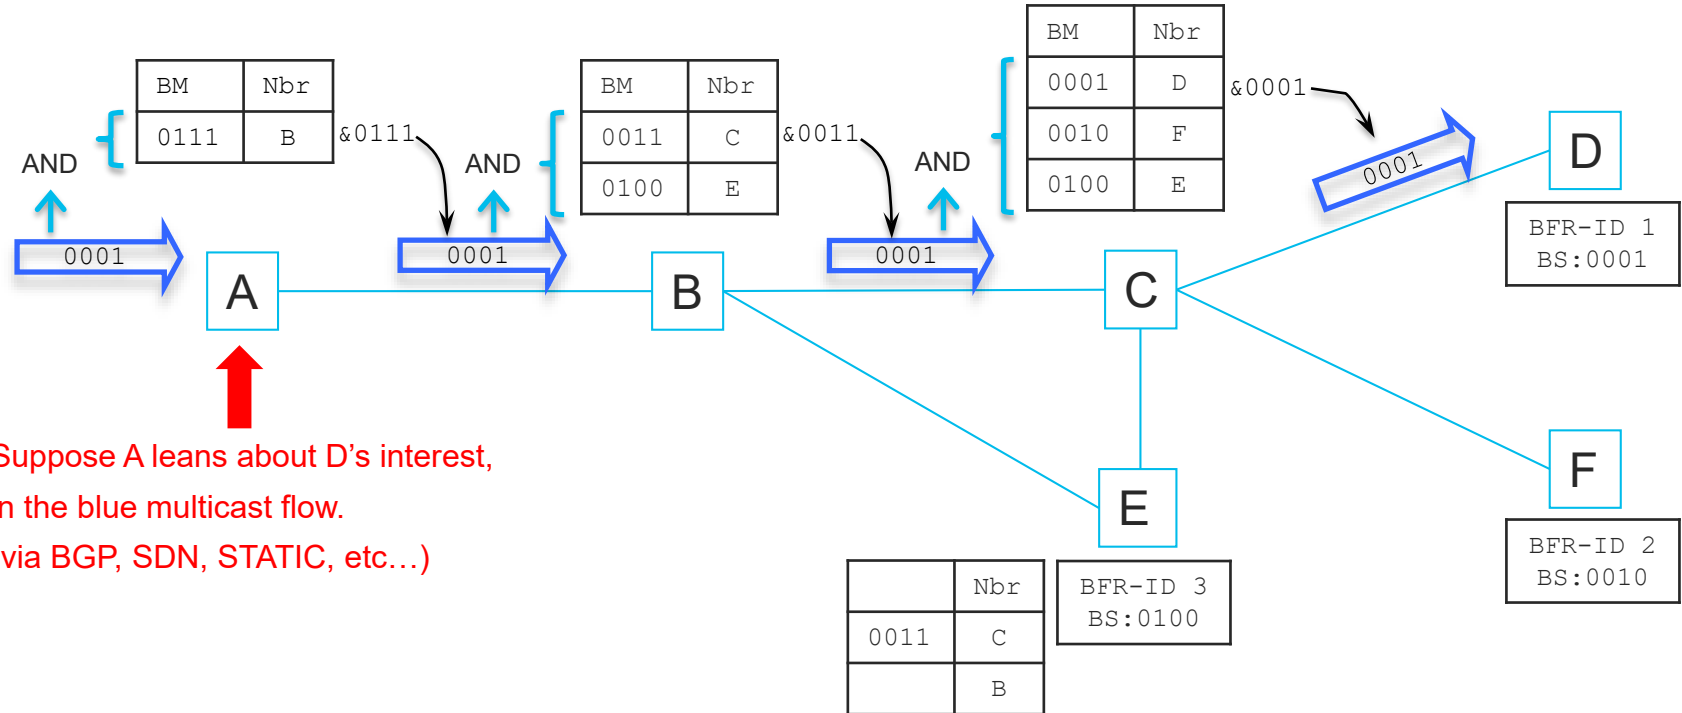 BM Nbr
0111 B
&0111
AND
0001
BM Nbr
0011 C
0100 E
&0011
AND
0001
BM Nbr
0001 D
0010 F
0100 E
&0001
AND
0001
0001
A
B
C
D
BFR-ID 1
BS:0001
Suppose A leans about D’s interest,
n the blue multicast flow.
via BGP, SDN, STATIC, etc…)
E
BFR-ID 3
BS:0100
F
BFR-ID 2
BS:0010
Nbr
0011 C
B